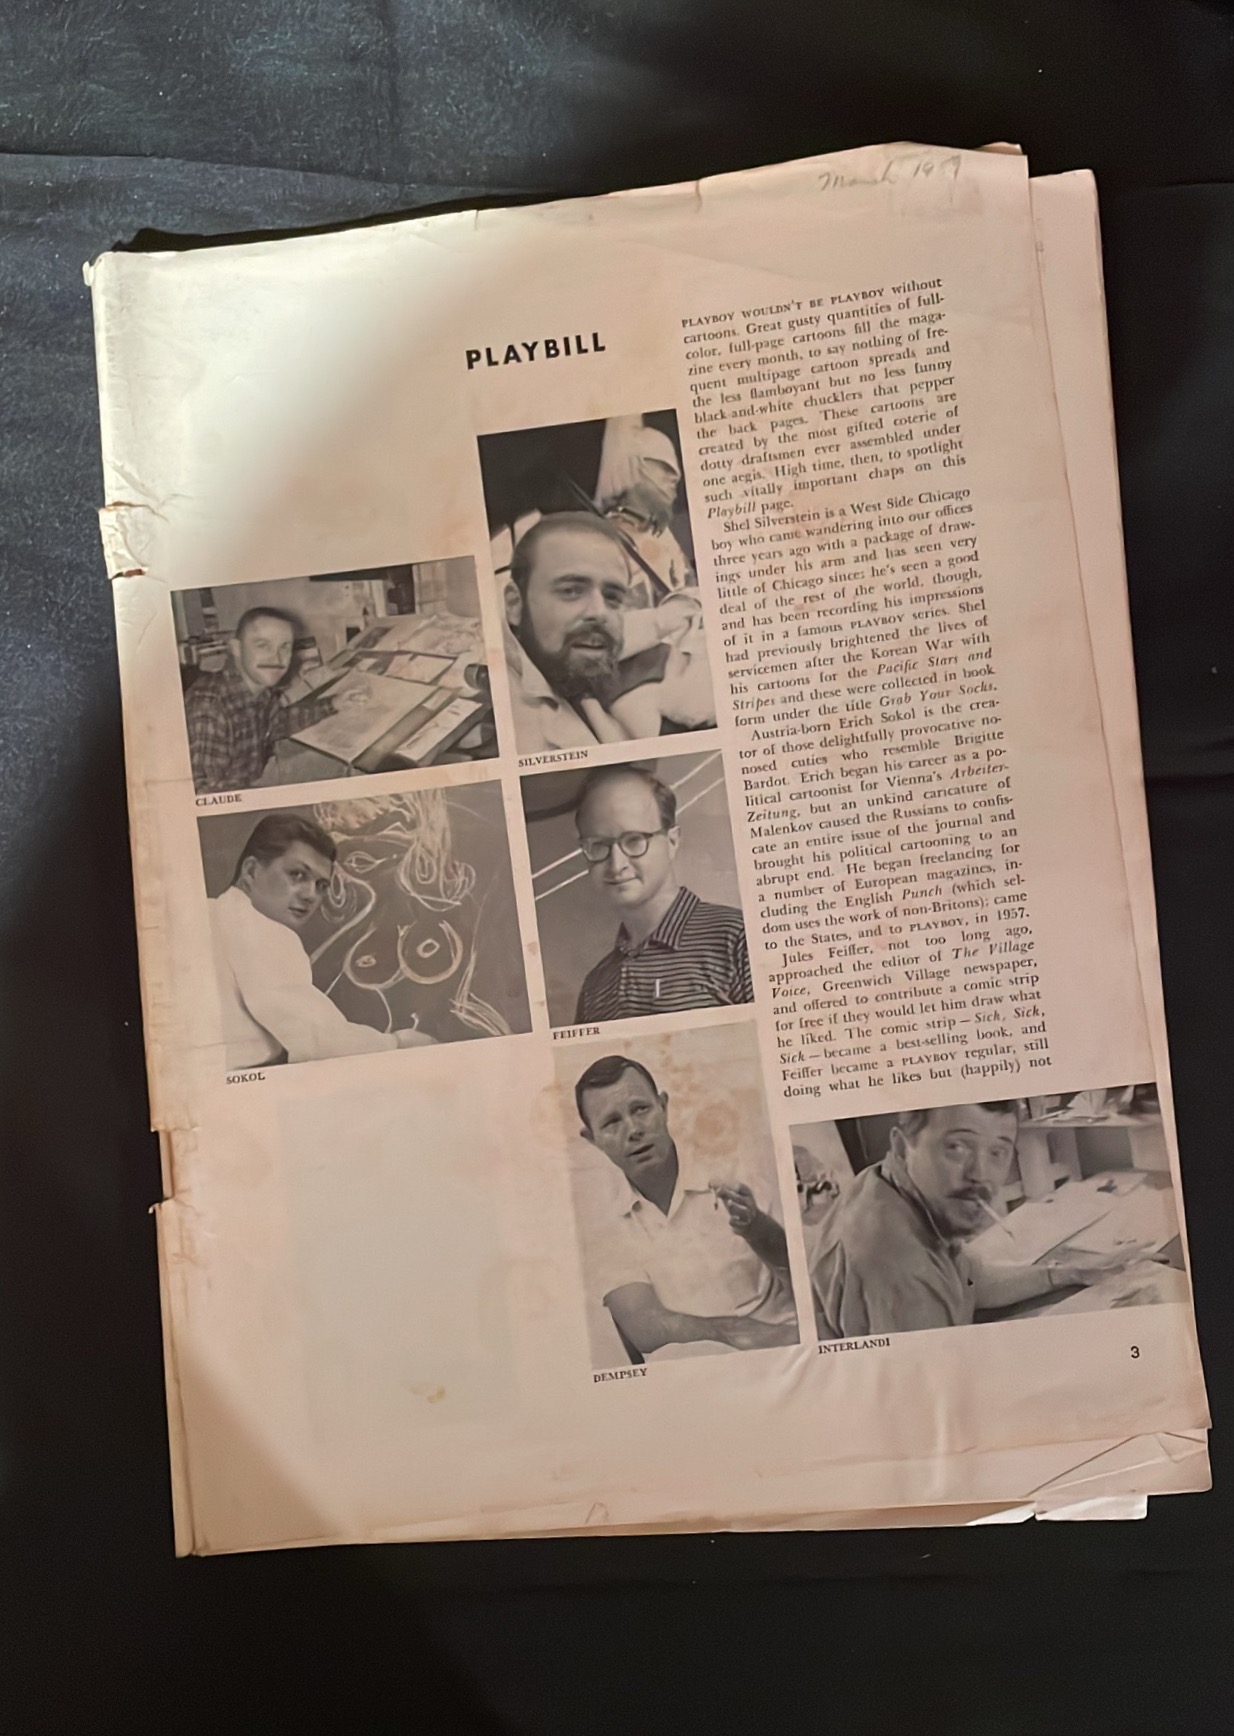 March 19
PLAYBILL
PLAYBOY WOULDN'T BE PLAYBOY without
cartoons. Great gusty quantities of full-
color, full-page cartoons fill the maga-
zine every month, to say nothing of fre-
quent multipage cartoon spreads and
the less flamboyant but no less funny
black-and-white chucklers that pepper
the back pages. These cartoons are
created by the most gifted coterie of
dotty draftsmen ever assembled under
one aegis. High time, then, to spotlight
such vitally important chaps on this
Playbill page.
Shel Silverstein is a West Side Chicago
boy who came wandering into our offices
three years ago with a package of draw-
ings under his arm and has seen very
little of Chicago since; he's seen a good
deal of the rest of the world, though,
and has been recording his impressions
of it in a famous PLAYBOY series. Shel
had previously brightened the lives of
servicemen after the Korean War with
his cartoons for the Pacific Stars and
Stripes and these were collected in book
form under the title Grab Your Socks.
Austria-born Erich Sokol is the crea-
tor of those delightfully provocative no-
nosed cuties who resemble Brigitte
Bardot. Erich began his career as a po-
litical cartoonist for Vienna's Arbeiter-
Zeitung, but an unkind caricature of
Malenkov caused the Russians to confis-
cate an entire issue of the journal and
brought his political cartooning to an
abrupt end. He began freelancing for
a number of European magazines, in-
cluding the English Punch (which sel-
dom uses the work of non-Britons); came
to the States, and to PLAYBOY, in 1957.
Jules Feiffer, not too long ago,
approached the editor of The Village
Voice, Greenwich Village newspaper,
and offered to contribute a comic strip
for free if they would let him draw what
he liked. The comic strip — Sick, Sick,
Sick — became a best-selling book, and
Feiffer became a PLAYBOY regular, still
doing what he likes but (happily) not
CLAUDE
SILVERSTEIN
SOKOL
FEIFFER
DEMPSEY
INTERLANDI
3